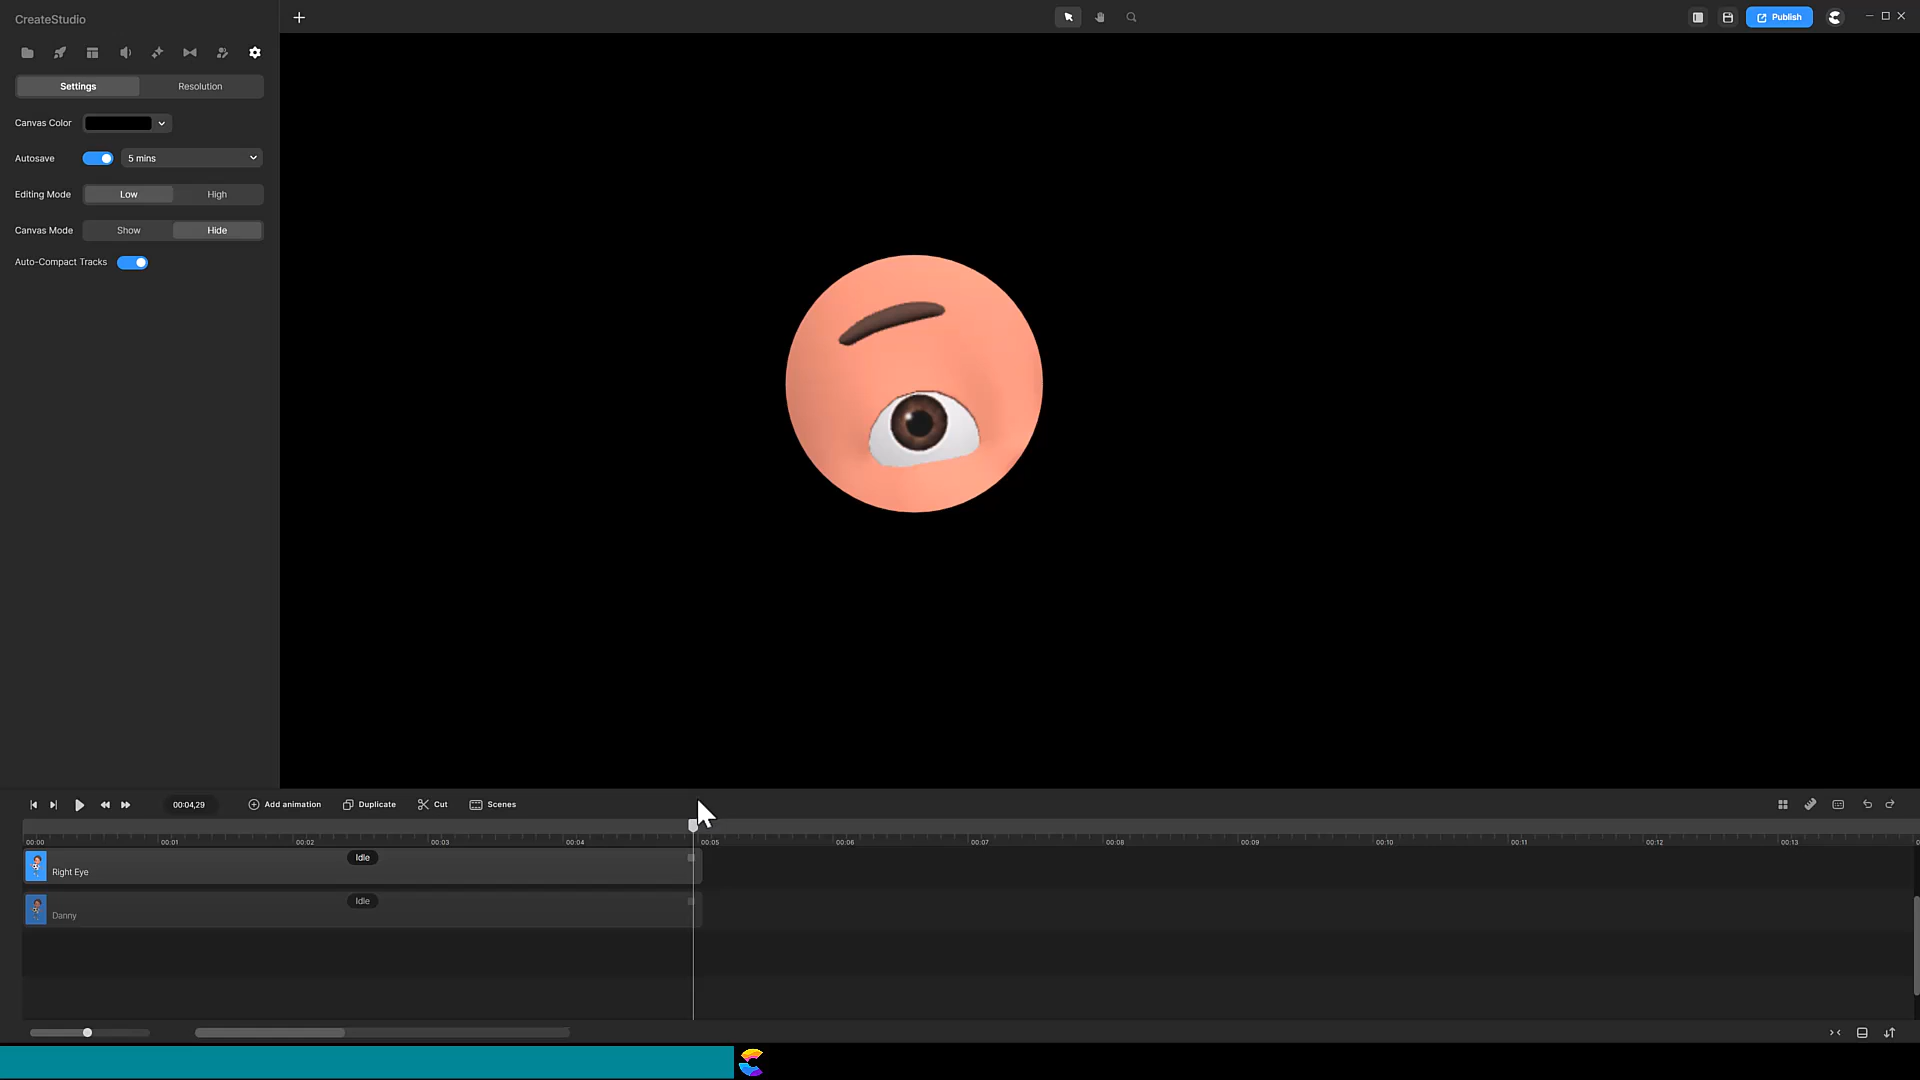 CreateStudio
Publish
Settings Resolution
Canvas Color
Autosave 5 mins
Editing Mode Low High
Canvas Mode Show Hide
Auto-Compact Tracks
00:04,29 Add animation Duplicate Cut Scenes
00:00 00:01 00:02 00:03 00:04 00:05 00:06 00:07 00:08 00:09 00:10 00:11 00:12 00:13
Idle
Right Eye
Idle
Danny